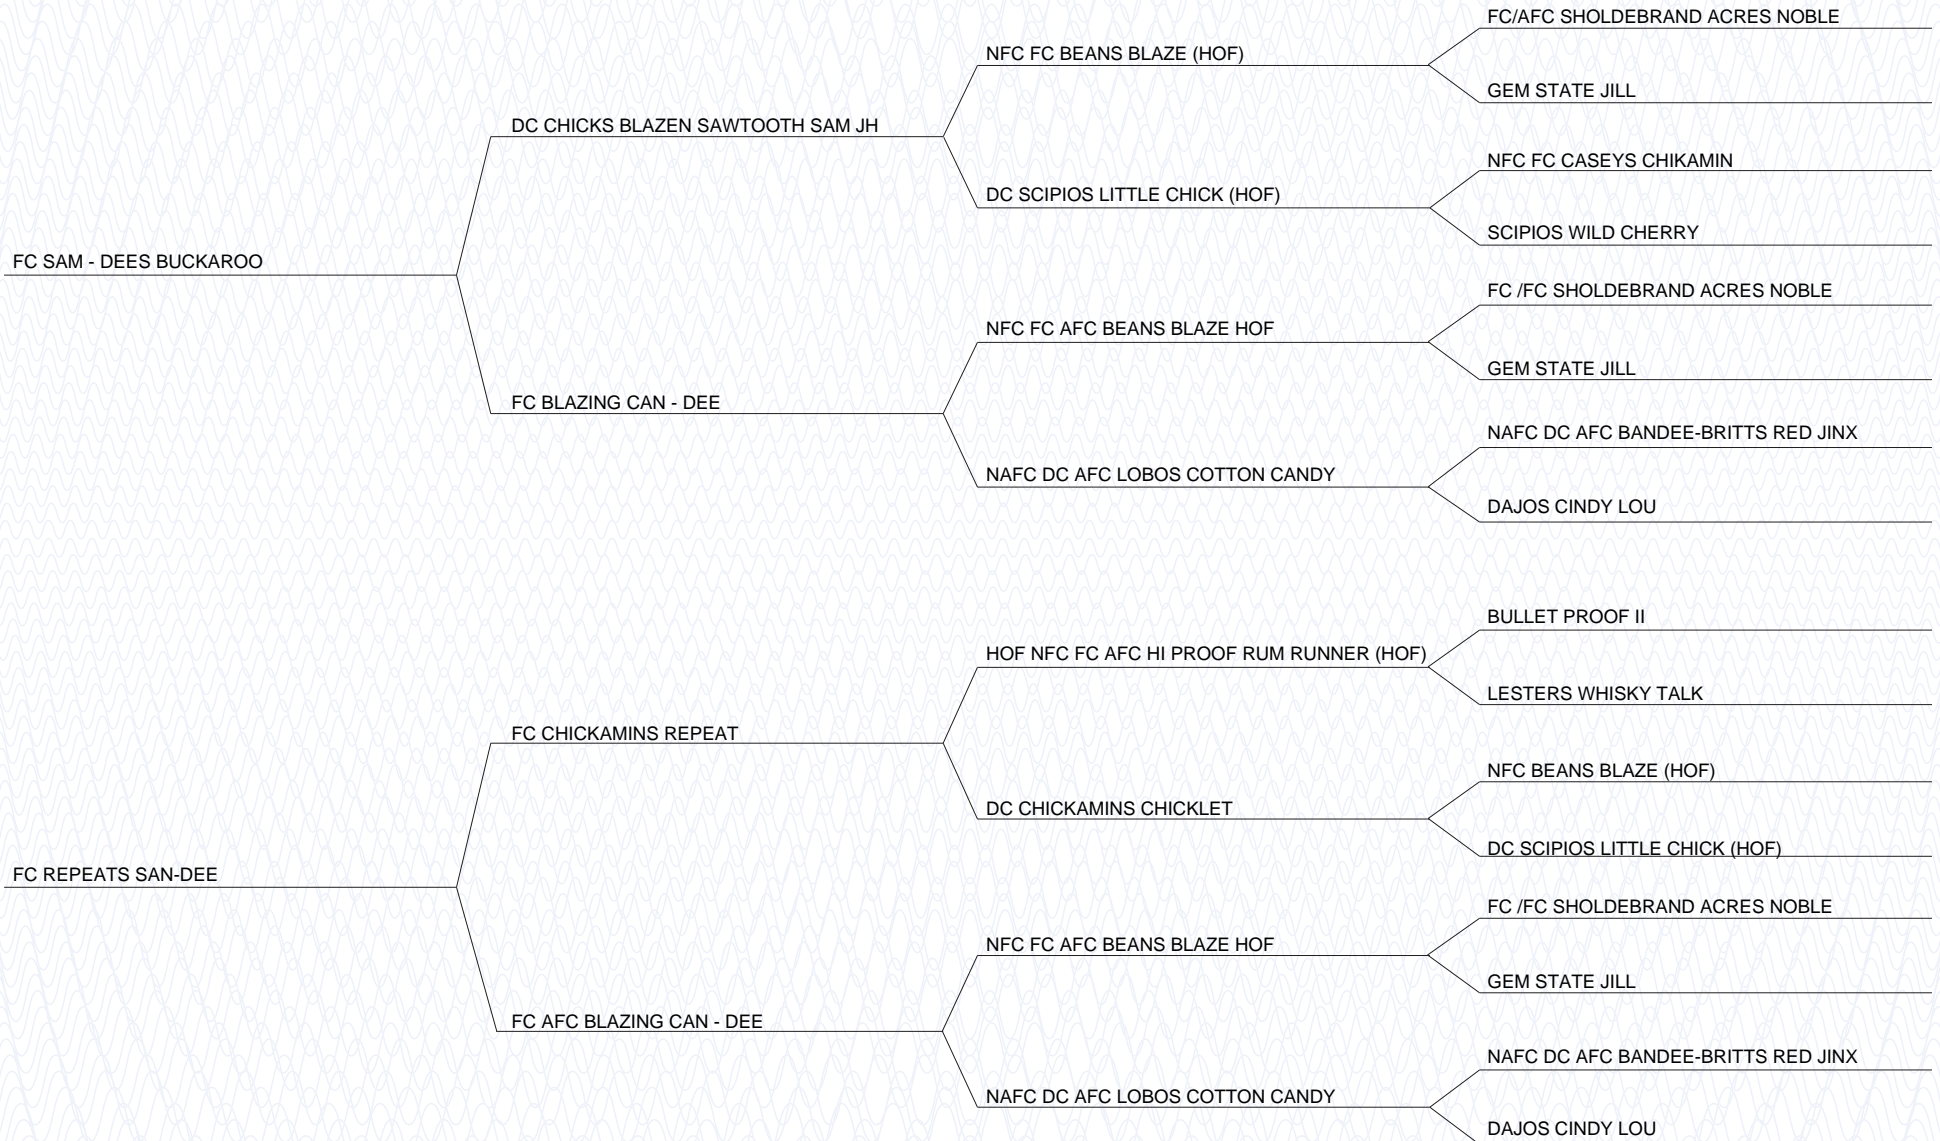 FC/AFC SHOLDEBRAND ACRES NOBLE
NFC FC BEANS BLAZE (HOF)
GEM STATE JILL
DC CHICKS BLAZEN SAWTOOTH SAM JH
NFC FC CASEYS CHIKAMIN
DC SCIPIOS LITTLE CHICK (HOF)
SCIPIOS WILD CHERRY
FC SAM - DEES BUCKAROO
FC /FC SHOLDEBRAND ACRES NOBLE
NFC FC AFC BEANS BLAZE HOF
GEM STATE JILL
FC BLAZING CAN - DEE
NAFC DC AFC BANDEE-BRITTS RED JINX
NAFC DC AFC LOBOS COTTON CANDY
DAJOS CINDY LOU
BULLET PROOF II
HOF NFC FC AFC HI PROOF RUM RUNNER (HOF)
LESTERS WHISKY TALK
FC CHICKAMINS REPEAT
NFC BEANS BLAZE (HOF)
DC CHICKAMINS CHICKLET
DC SCIPIOS LITTLE CHICK (HOF)
FC REPEATS SAN-DEE
FC /FC SHOLDEBRAND ACRES NOBLE
NFC FC AFC BEANS BLAZE HOF
GEM STATE JILL
FC AFC BLAZING CAN - DEE
NAFC DC AFC BANDEE-BRITTS RED JINX
NAFC DC AFC LOBOS COTTON CANDY
DAJOS CINDY LOU